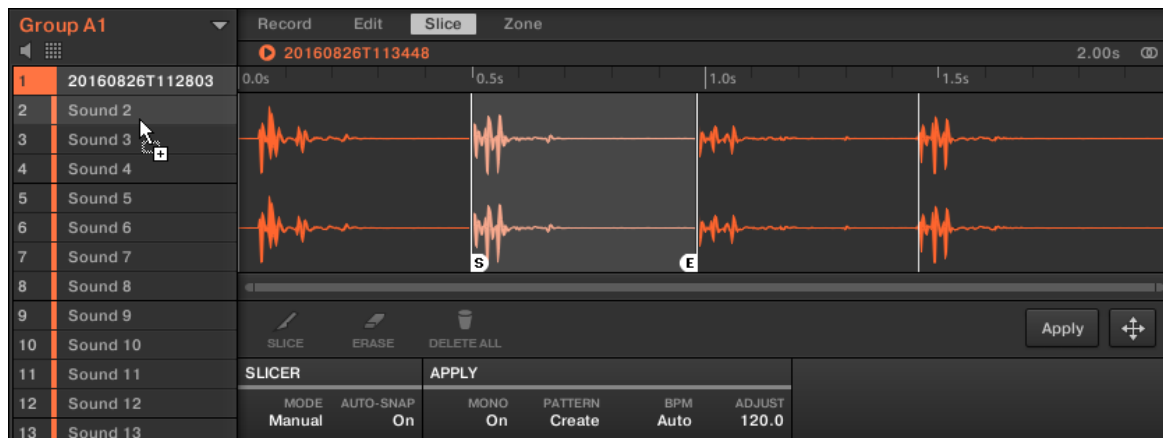 Group A1
Record Edit Slice Zone
20160826T113448 2.00s
1 20160826T112803
0.0s 0.5s 1.0s 1.5s
2 Sound 2
3 Sound 3
4 Sound 4
5 Sound 5
6 Sound 6
7 Sound 7
S E
8 Sound 8
9 Sound 9
10 Sound 10
SLICE ERASE DELETE ALL
Apply
11 Sound 11
12 Sound 12
13 Sound 13
SLICER APPLY
MODE AUTO-SNAP MONO PATTERN BPM ADJUST
Manual On On Create Auto 120.0